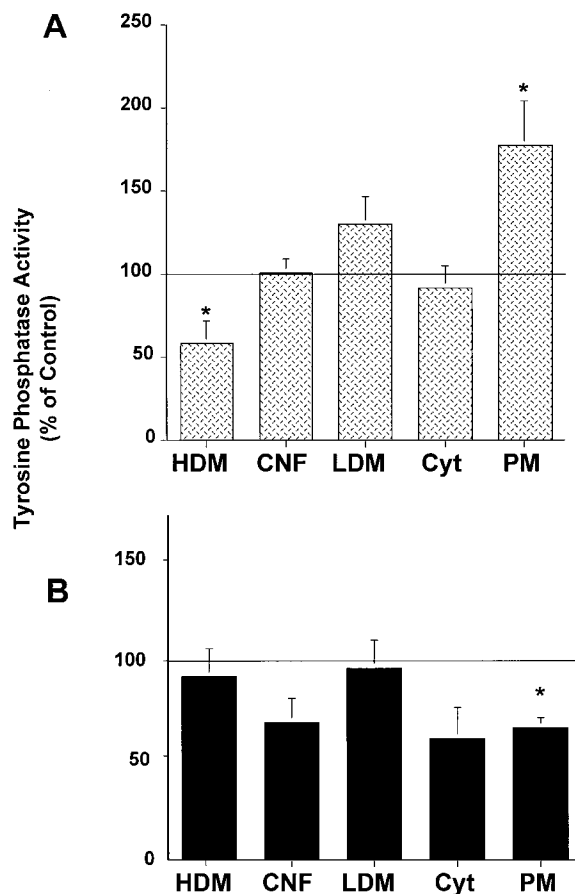 A
250
200
150
100
50
0
*
*
HDM CNF LDM Cyt PM
Tyrosine Phosphatase Activity
(% of Control)
B
150
100
50
0
*
HDM CNF LDM Cyt PM